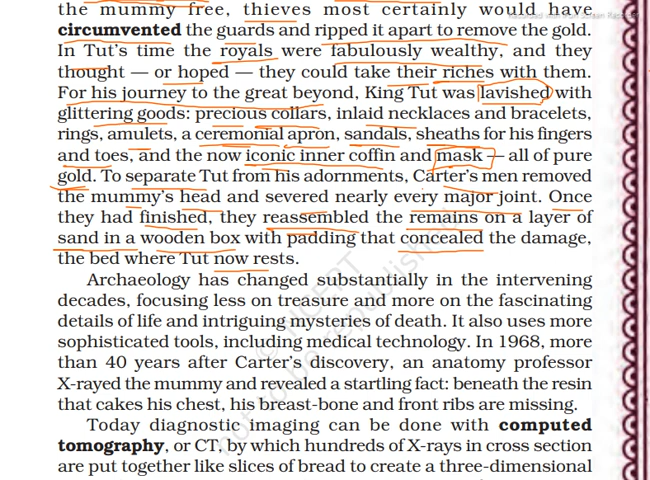 the mummy free, thieves most certainly would have
circumvented the guards and ripped it apart to remove the gold.
In Tut's time the royals were fabulously wealthy, and they
thought — or hoped — they could take their riches with them.
For his journey to the great beyond, King Tut was lavished with
glittering goods: precious collars, inlaid necklaces and bracelets,
rings, amulets, a ceremonial apron, sandals, sheaths for his fingers
and toes, and the now iconic inner coffin and mask — all of pure
gold. To separate Tut from his adornments, Carter's men removed
the mummy's head and severed nearly every major joint. Once
they had finished, they reassembled the remains on a layer of
sand in a wooden box with padding that concealed the damage,
the bed where Tut now rests.
Archaeology has changed substantially in the intervening
decades, focusing less on treasure and more on the fascinating
details of life and intriguing mysteries of death. It also uses more
sophisticated tools, including medical technology. In 1968, more
than 40 years after Carter's discovery, an anatomy professor
X-rayed the mummy and revealed a startling fact: beneath the resin
that cakes his chest, his breast-bone and front ribs are missing.
Today diagnostic imaging can be done with computed
tomography, or CT, by which hundreds of X-rays in cross section
are put together like slices of bread to create a three-dimensional
© NCERT
not to be republished